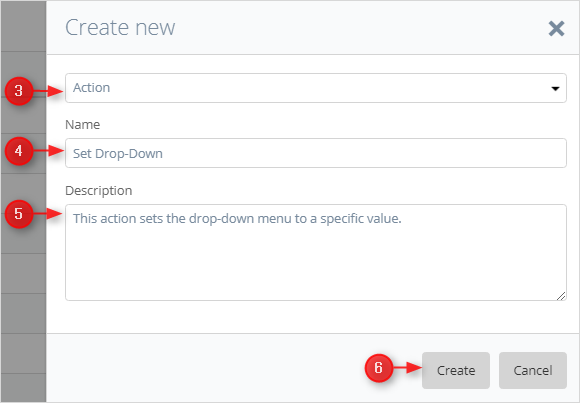 Create new
3
Action
Name
4
Set Drop-Down
Description
5
This action sets the drop-down menu to a specific value.
6
Create Cancel